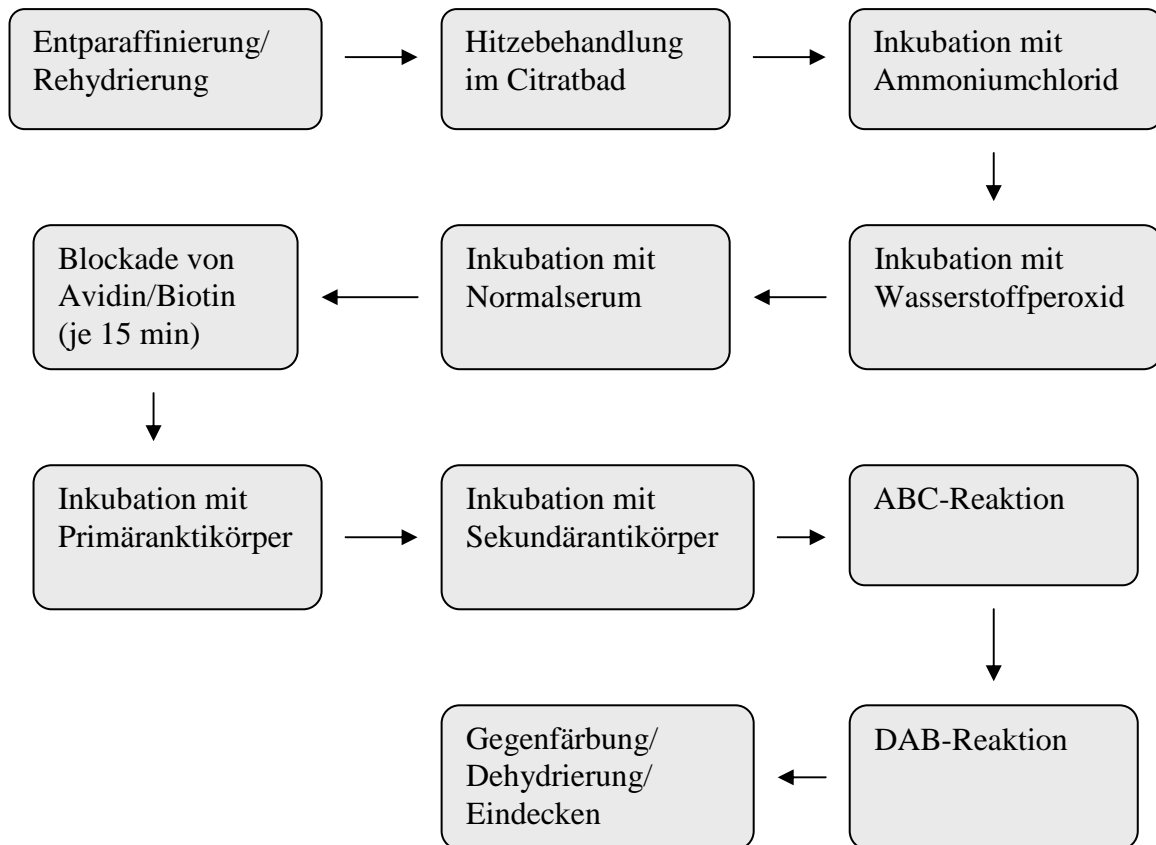 Entparaffinierung/
Rehydrierung
Hitzebehandlung
im Citratbad
Inkubation mit
Ammoniumchlorid
Inkubation mit
Wasserstoffperoxid
Inkubation mit
Normalserum
Blockade von
Avidin/Biotin
(je 15 min)
Inkubation mit
Primäranktikörper
Inkubation mit
Sekundärantikörper
ABC-Reaktion
DAB-Reaktion
Gegenfärbung/
Dehydrierung/
Eindecken